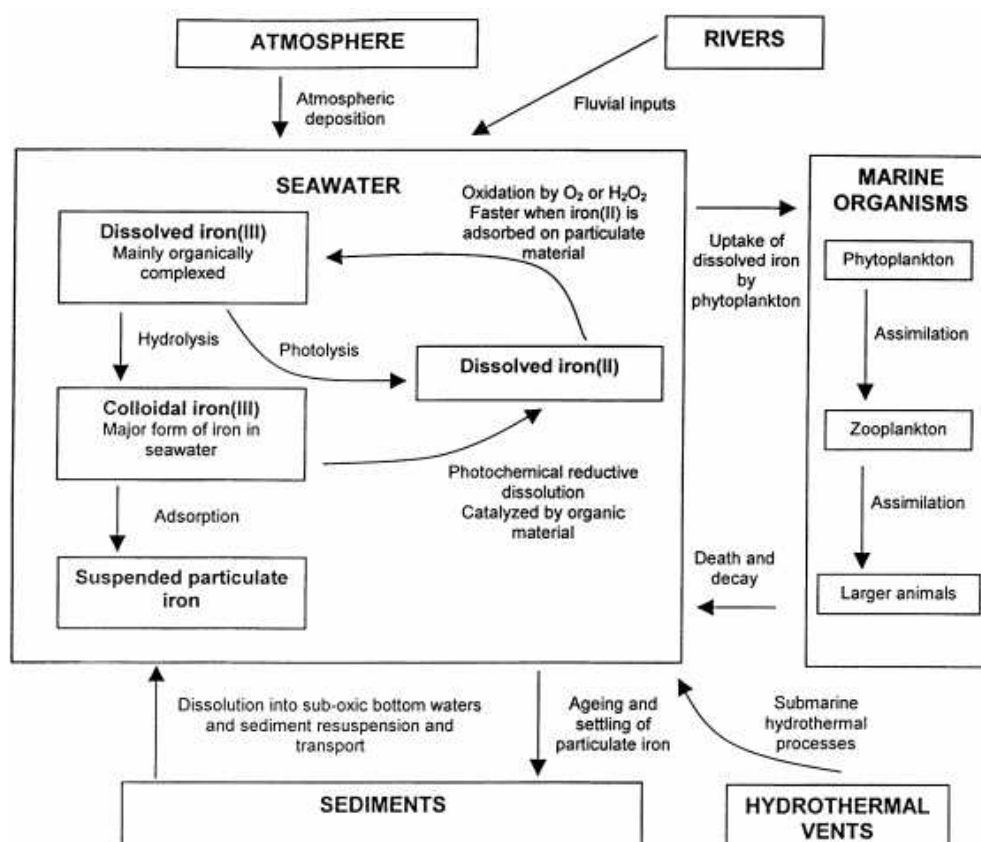 ATMOSPHERE
RIVERS
Atmospheric
deposition
Fluvial inputs
SEAWATER
Oxidation by O₂ or H₂O₂
Faster when iron(II) is
adsorbed on particulate
material
Dissolved iron(III)
Mainly organically
complexed
Hydrolysis
Photolysis
Dissolved iron(II)
Colloidal iron(III)
Major form of iron in
seawater
Photochemical reductive
dissolution
Catalyzed by organic
material
Adsorption
Suspended particulate
iron
Uptake of
dissolved iron
by
phytoplankton
MARINE
ORGANISMS
Phytoplankton
Assimilation
Zooplankton
Assimilation
Larger animals
Death and
decay
Dissolution into sub-oxic bottom waters
and sediment resuspension and
transport
Ageing and
settling of
particulate iron
Submarine
hydrothermal
processes
SEDIMENTS
HYDROTHERMAL
VENTS